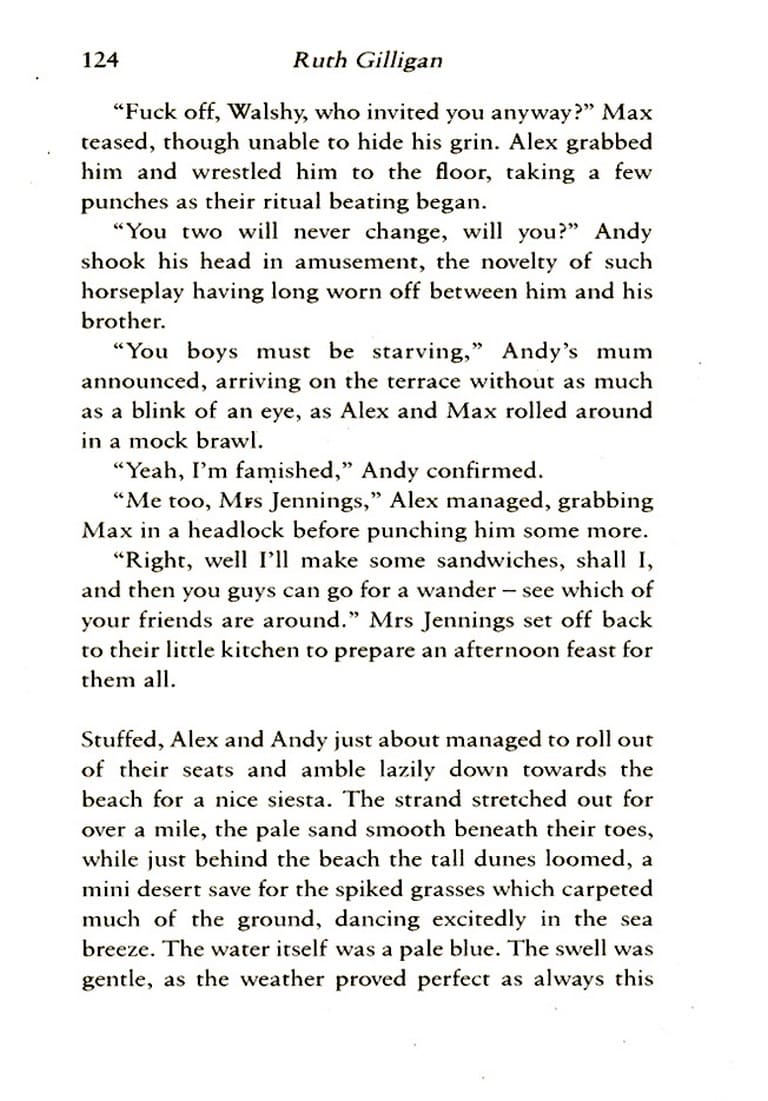 124 Ruth Gilligan
“Fuck off, Walshy, who invited you anyway?” Max
teased, though unable to hide his grin. Alex grabbed
him and wrestled him to the floor, taking a few
punches as their ritual beating began.
“You two will never change, will you?” Andy
shook his head in amusement, the novelty of such
horseplay having long worn off between him and his
brother.
“You boys must be starving,” Andy’s mum
announced, arriving on the terrace without as much
as a blink of an eye, as Alex and Max rolled around
in a mock brawl.
“Yeah, I’m famished,” Andy confirmed.
“Me too, Mrs Jennings,” Alex managed, grabbing
Max in a headlock before punching him some more.
“Right, well I’ll make some sandwiches, shall I,
and then you guys can go for a wander – see which of
your friends are around.” Mrs Jennings set off back
to their little kitchen to prepare an afternoon feast for
them all.
Stuffed, Alex and Andy just about managed to roll out
of their seats and amble lazily down towards the
beach for a nice siesta. The strand stretched out for
over a mile, the pale sand smooth beneath their toes,
while just behind the beach the tall dunes loomed, a
mini desert save for the spiked grasses which carpeted
much of the ground, dancing excitedly in the sea
breeze. The water itself was a pale blue. The swell was
gentle, as the weather proved perfect as always this